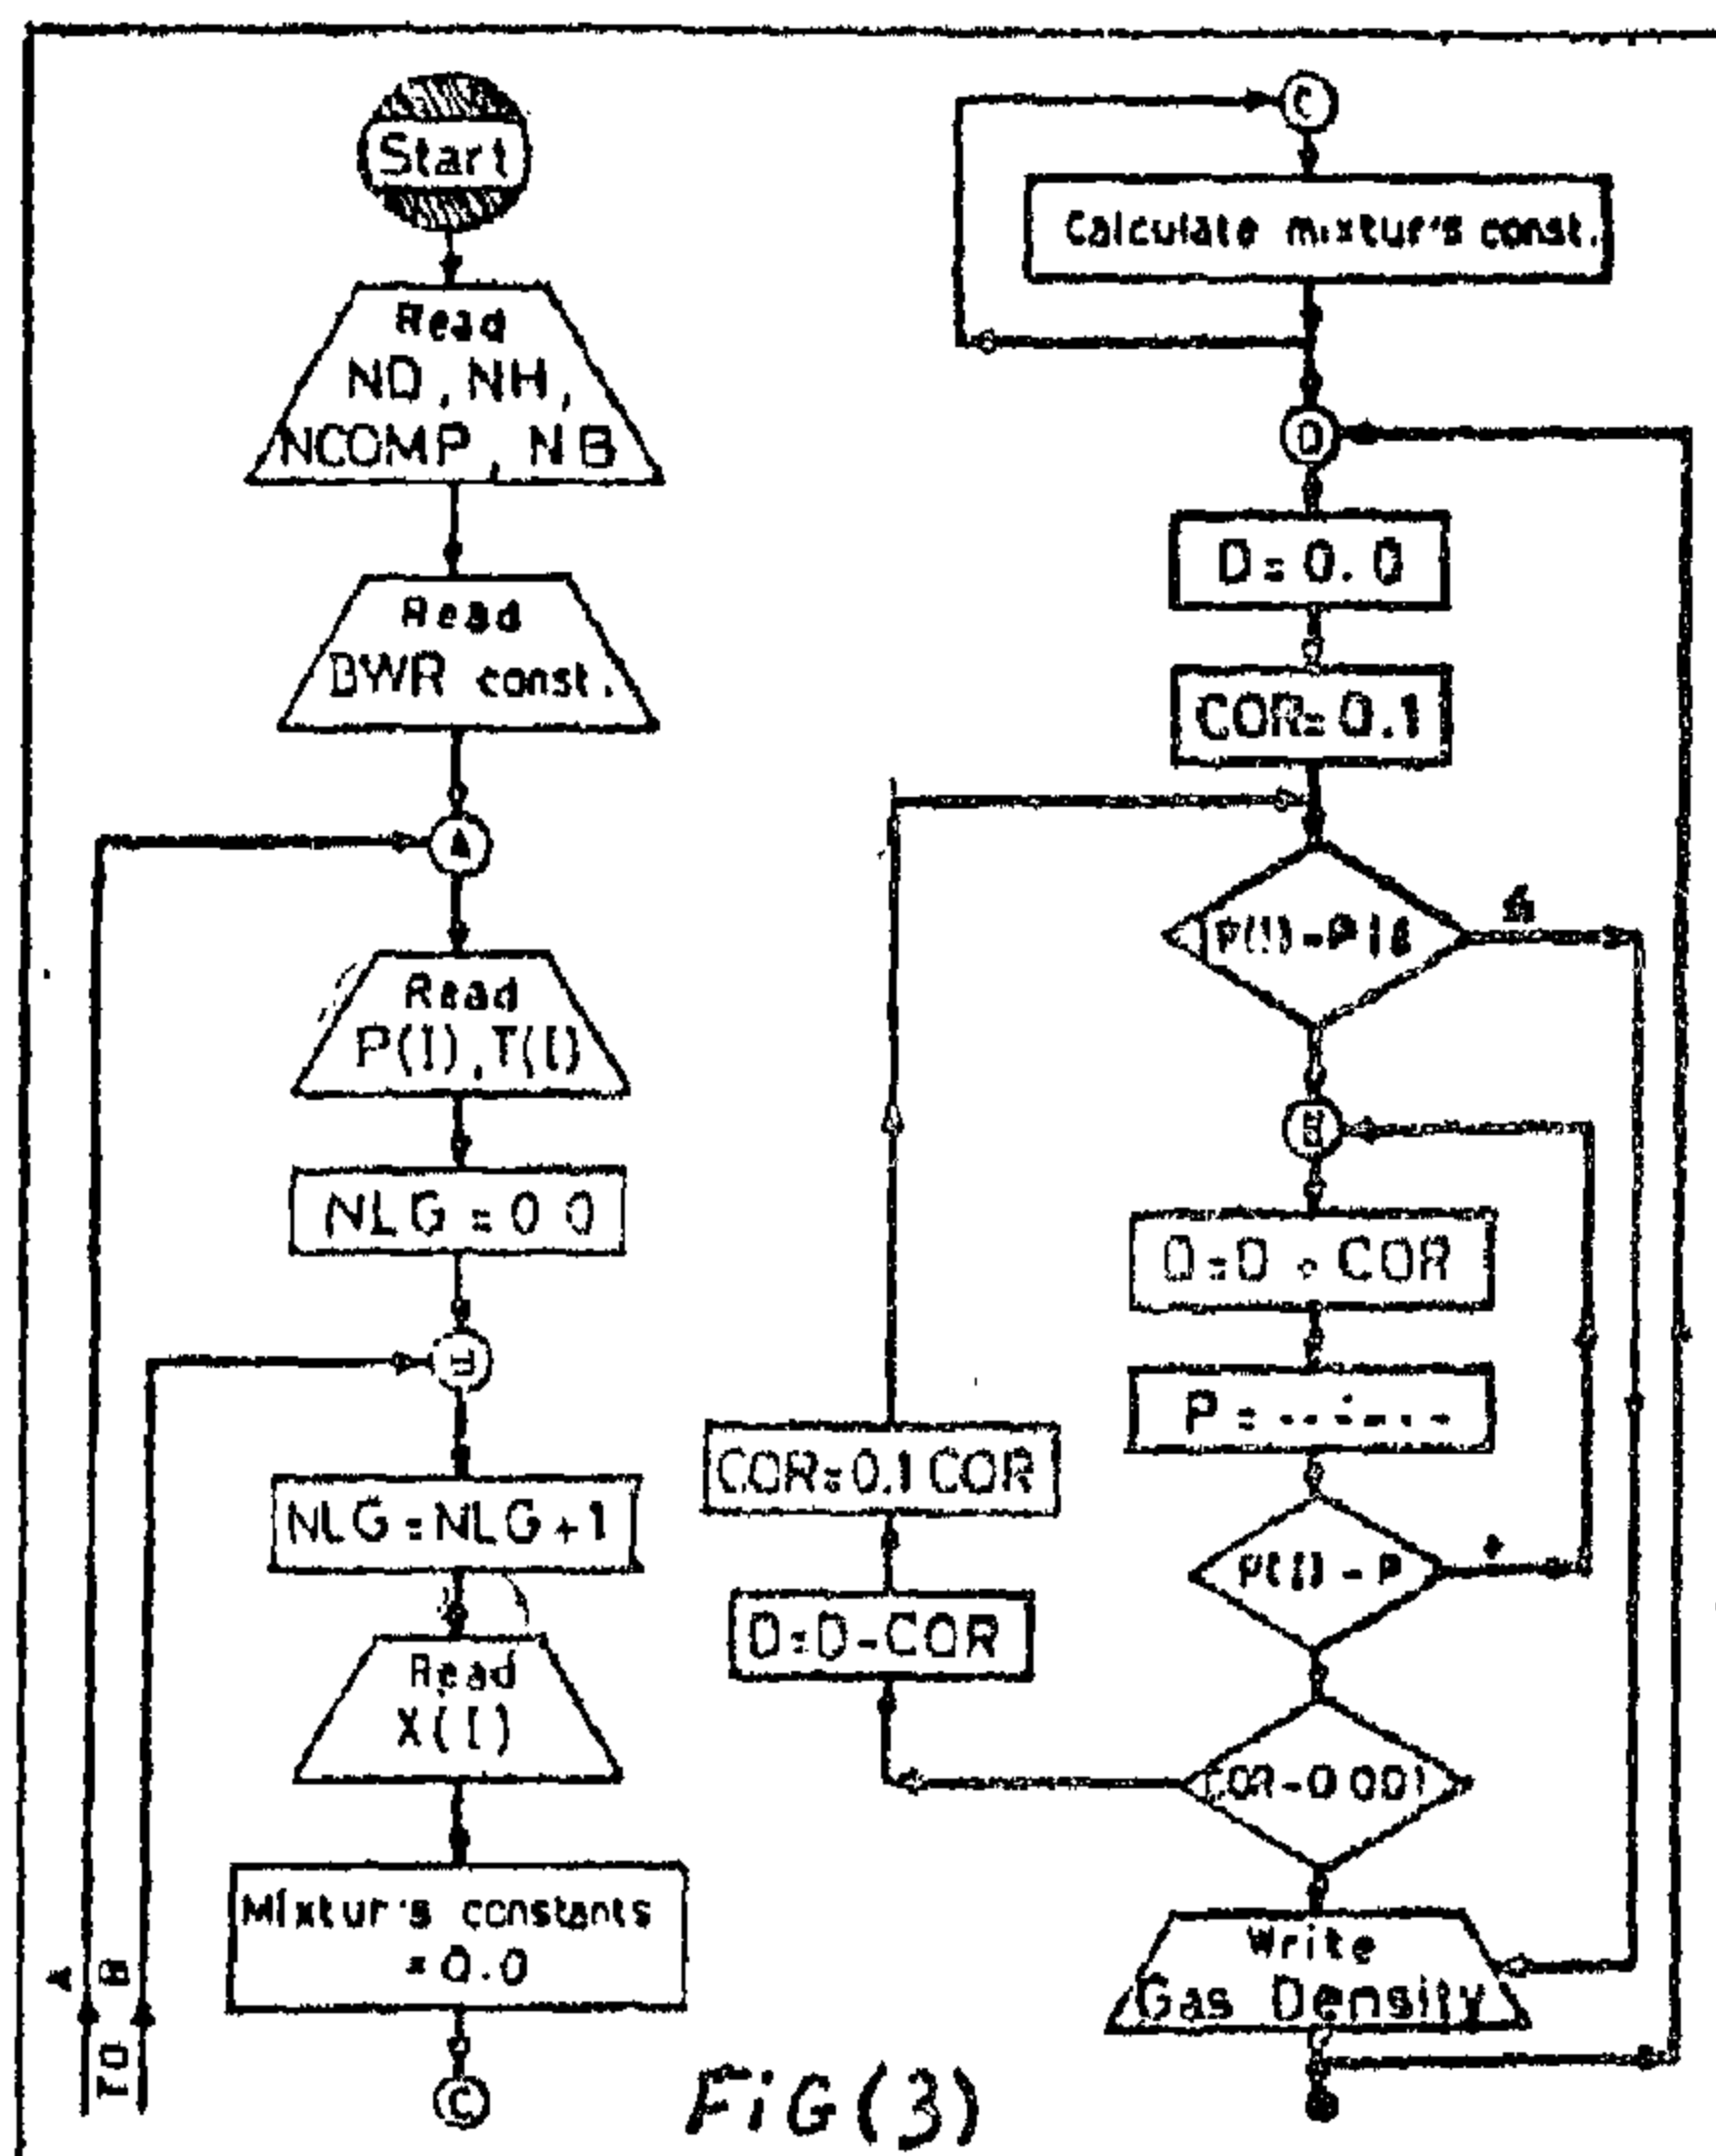 Start
Read
ND, NH,
NCOMP, NB
Read
BWR const.
A
Read
P(I), T(I)
NLG = 0 0
NLG = NLG + 1
Read
X(I)
Mixtur's constants
= 0.0
C
A
B
TO
C
Calculate mixtur's const.
D
D = 0.0
COR = 0.1
COR = 0.1 COR
D = D - COR
P = ------
P(I) - P
+
COR - 0 001
Write
Gas Density
FiG (3)